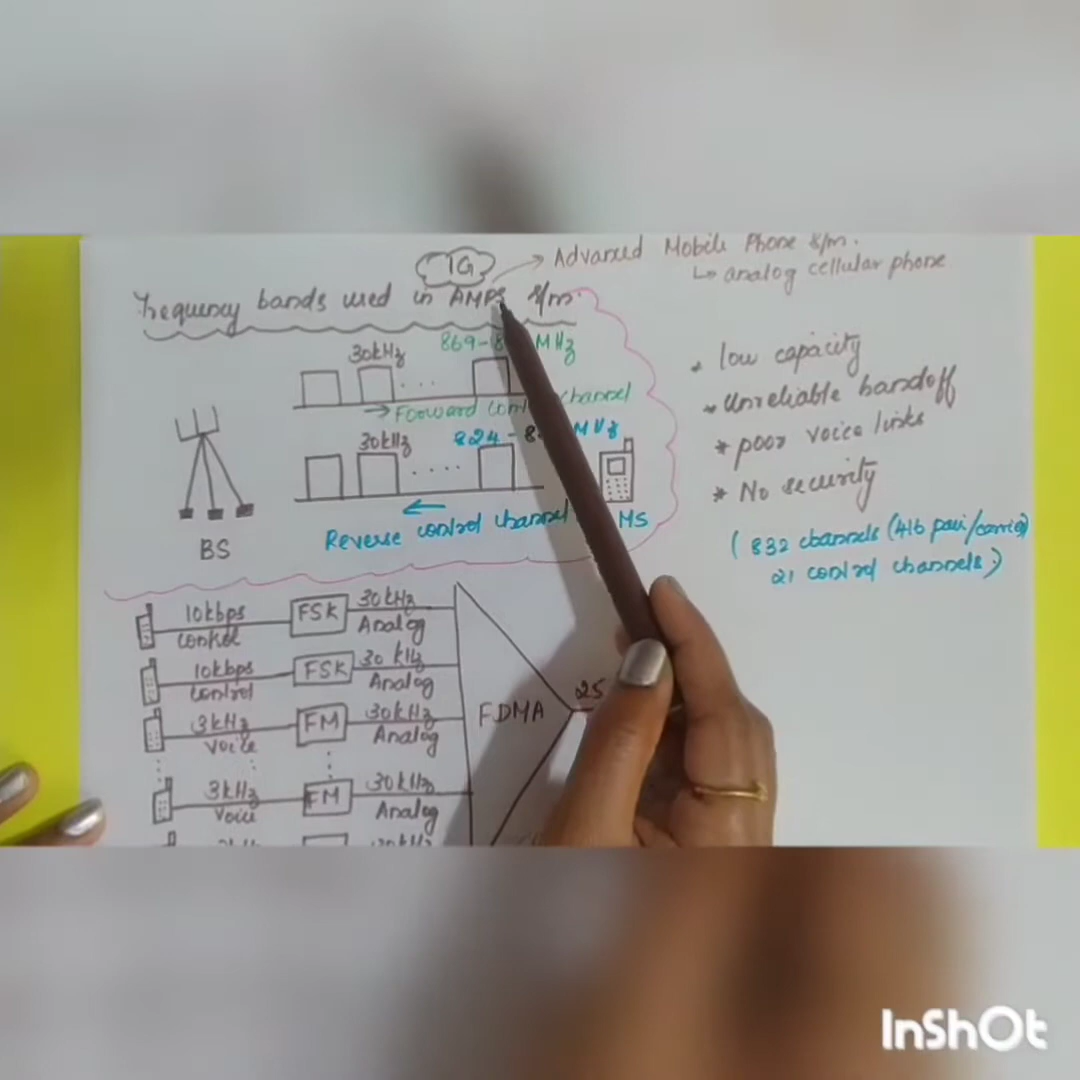 1G
Advanced Mobile Phone s/m.
↳ analog cellular phone
Frequency bands used in AMPS s/m.
30kHz
869-8 MHz
→ Forward channel
30kHz
824 - 8 MHz
← Reverse control channel
BS
MS
* low capacity
* Unreliable handoff
* poor voice links
* No security
( 832 channels (416 pair/carrier)
21 control channels )
10kbps
control
FSK
30kHz
Analog
10kbps
control
FSK
30 kHz
Analog
3kHz
voice
FM
30kHz
Analog
3kHz
voice
FM
30kHz
Analog
FDMA
25
InShOt